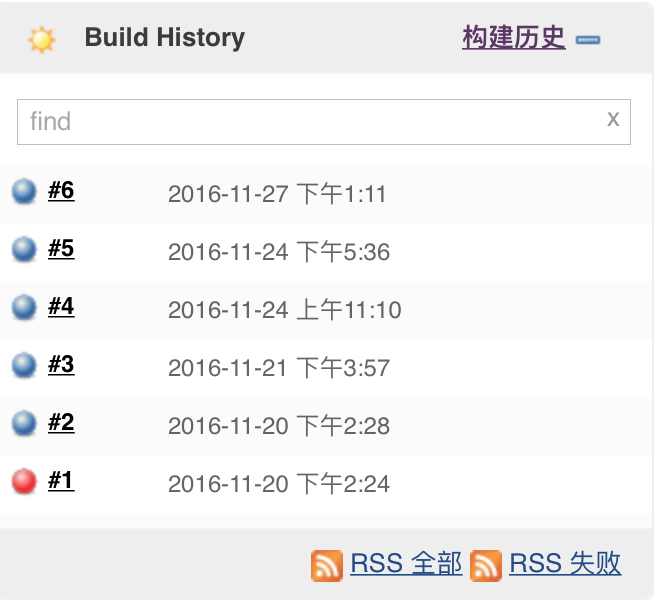 Build History 构建历史
find x
#6 2016-11-27 下午1:11
#5 2016-11-24 下午5:36
#4 2016-11-24 上午11:10
#3 2016-11-21 下午3:57
#2 2016-11-20 下午2:28
#1 2016-11-20 下午2:24
RSS 全部 RSS 失败